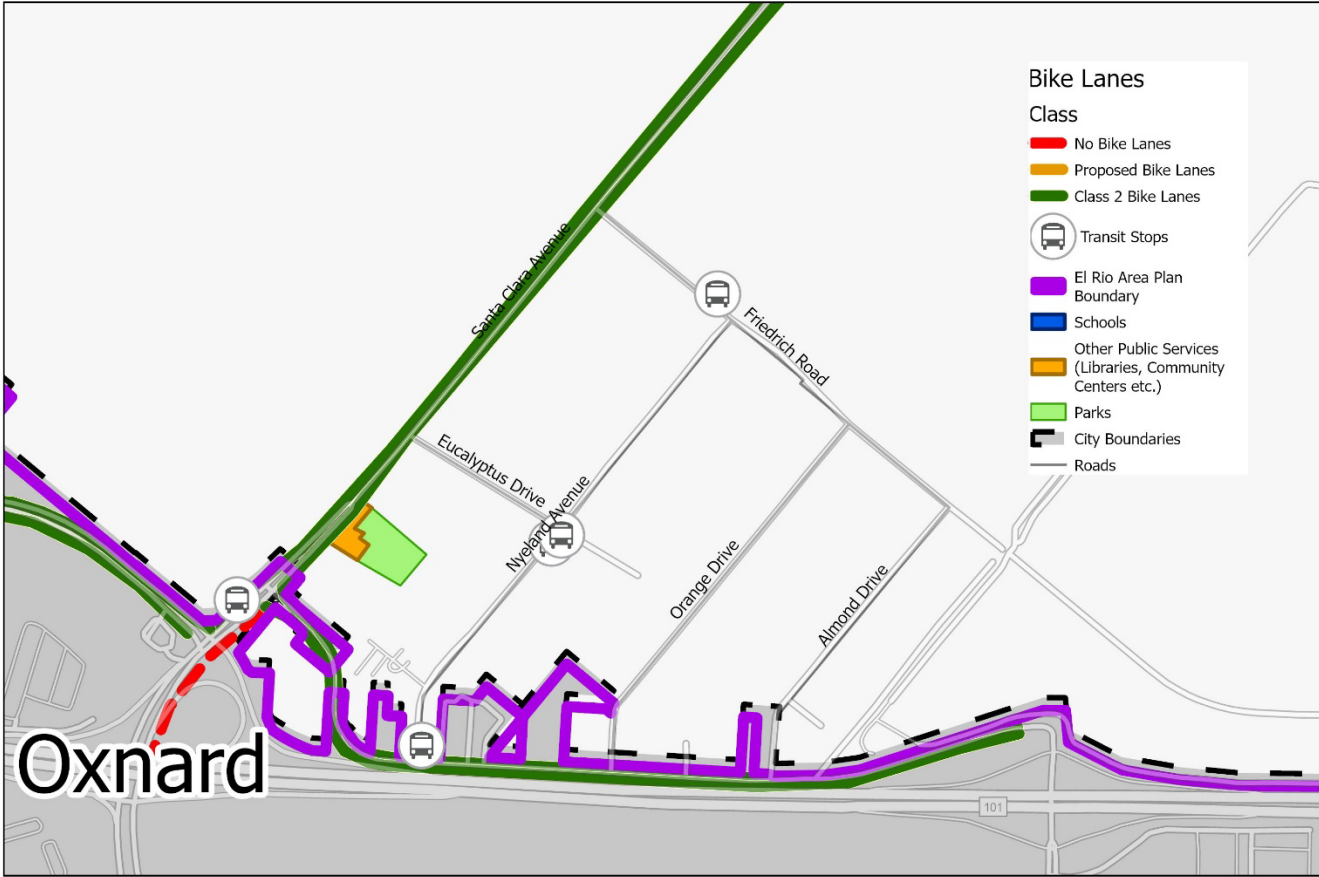 Bike Lanes
Class
No Bike Lanes
Proposed Bike Lanes
Class 2 Bike Lanes
Transit Stops
El Rio Area Plan
Boundary
Schools
Other Public Services
(Libraries, Community
Centers etc.)
Parks
City Boundaries
Roads
Santa Clara Avenue
Friedrich Road
Eucalyptus Drive
Nyeland Avenue
Orange Drive
Almond Drive
Oxnard
101